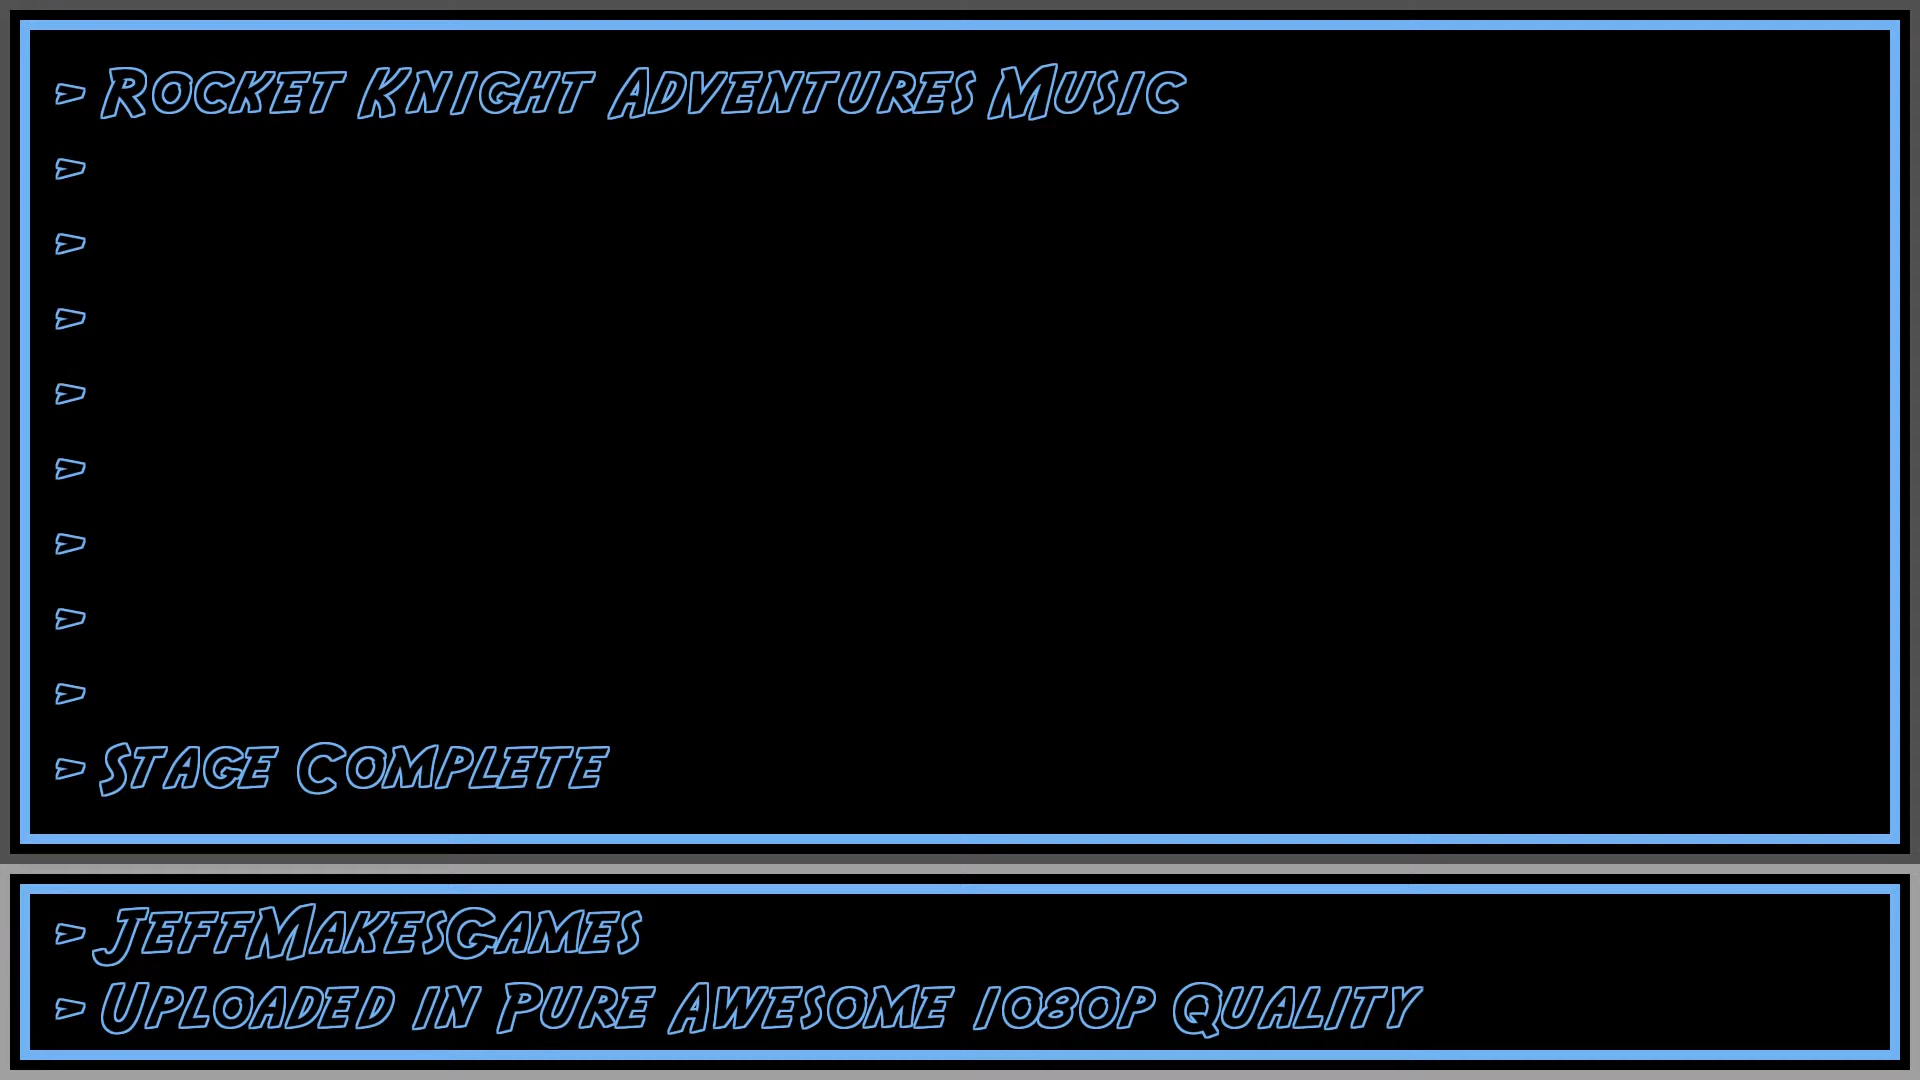 > Rocket Knight Adventures Music
>
>
>
>
>
>
>
>
> Stage Complete
> JeffMakesGames
> Uploaded in Pure Awesome 1080p Quality